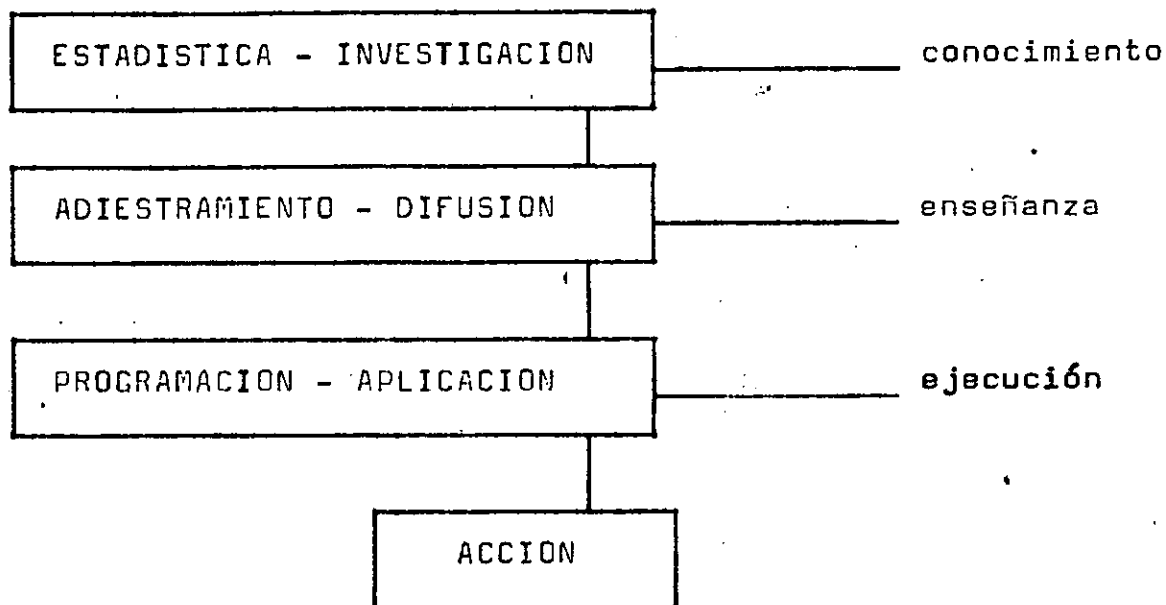 ESTADISTICA - INVESTIGACION conocimiento
ADIESTRAMIENTO - DIFUSION enseñanza
PROGRAMACION - APLICACION ejecución
ACCION